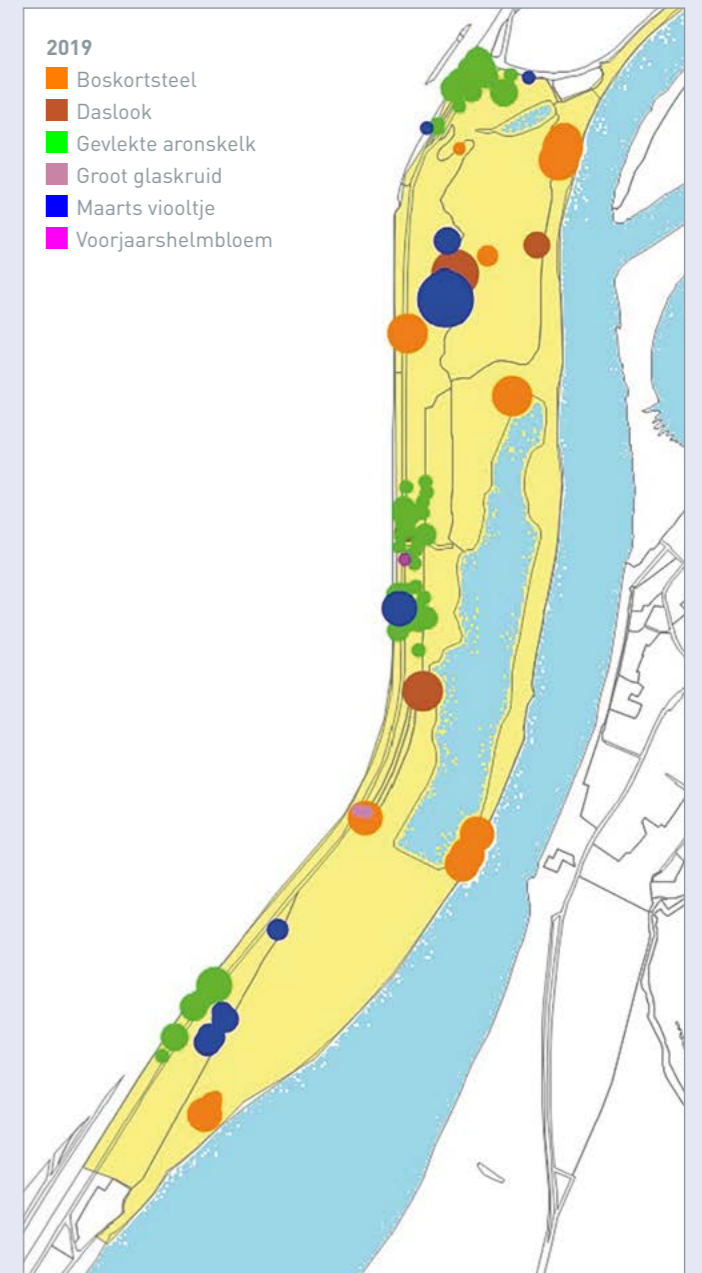 2019
Boskortsteel
Daslook
Gevlekte aronskelk
Groot glaskruid
Maarts viooltje
Voorjaarshelmbloem